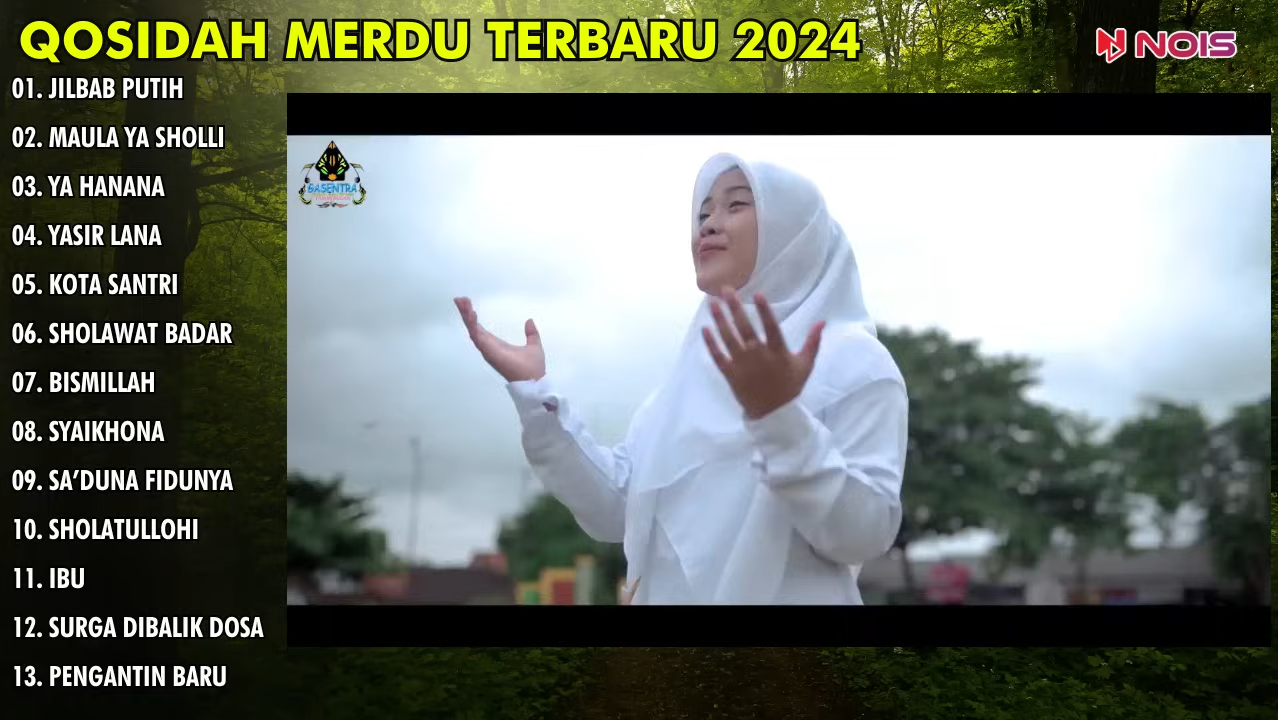 QOSIDAH MERDU TERBARU 2024
NOIS
01. JILBAB PUTIH
02. MAULA YA SHOLLI
03. YA HANANA
04. YASIR LANA
05. KOTA SANTRI
06. SHOLAWAT BADAR
07. BISMILLAH
08. SYAIKHONA
09. SA’DUNA FIDUNYA
10. SHOLATULLOHI
11. IBU
12. SURGA DIBALIK DOSA
13. PENGANTIN BARU
GASENTRA